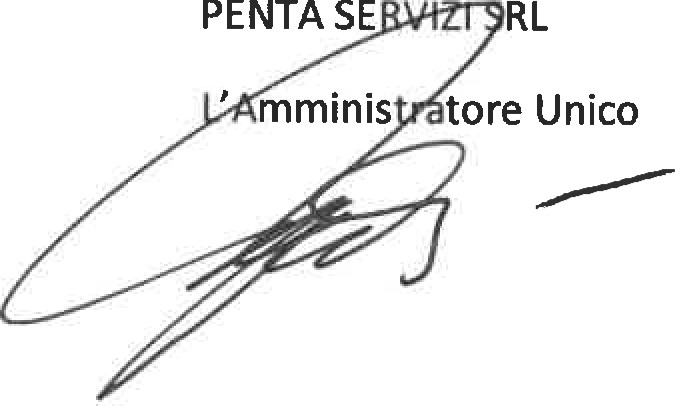 PENTA SERVIZI SRL
L'Amministratore Unico